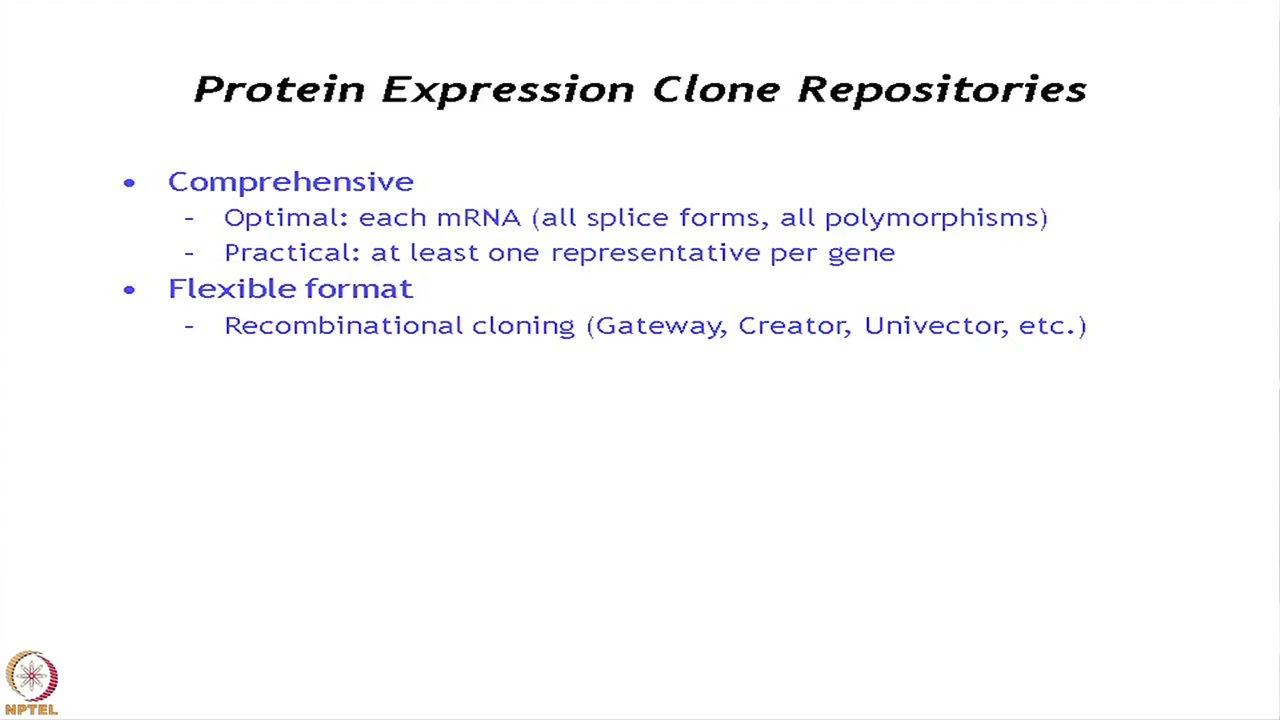 Protein Expression Clone Repositories
• Comprehensive
- Optimal: each mRNA (all splice forms, all polymorphisms)
- Practical: at least one representative per gene
• Flexible format
- Recombinational cloning (Gateway, Creator, Univector, etc.)
NPTEL